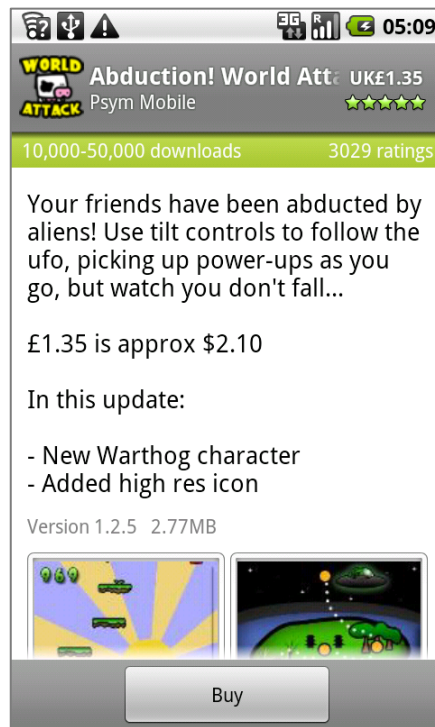 3G R 05:09
WORLD ATTACK
Abduction! World Atta UK£1.35
Psym Mobile
10,000-50,000 downloads 3029 ratings
Your friends have been abducted by
aliens! Use tilt controls to follow the
ufo, picking up power-ups as you
go, but watch you don't fall...
£1.35 is approx $2.10
In this update:
- New Warthog character
- Added high res icon
Version 1.2.5 2.77MB
969
Buy